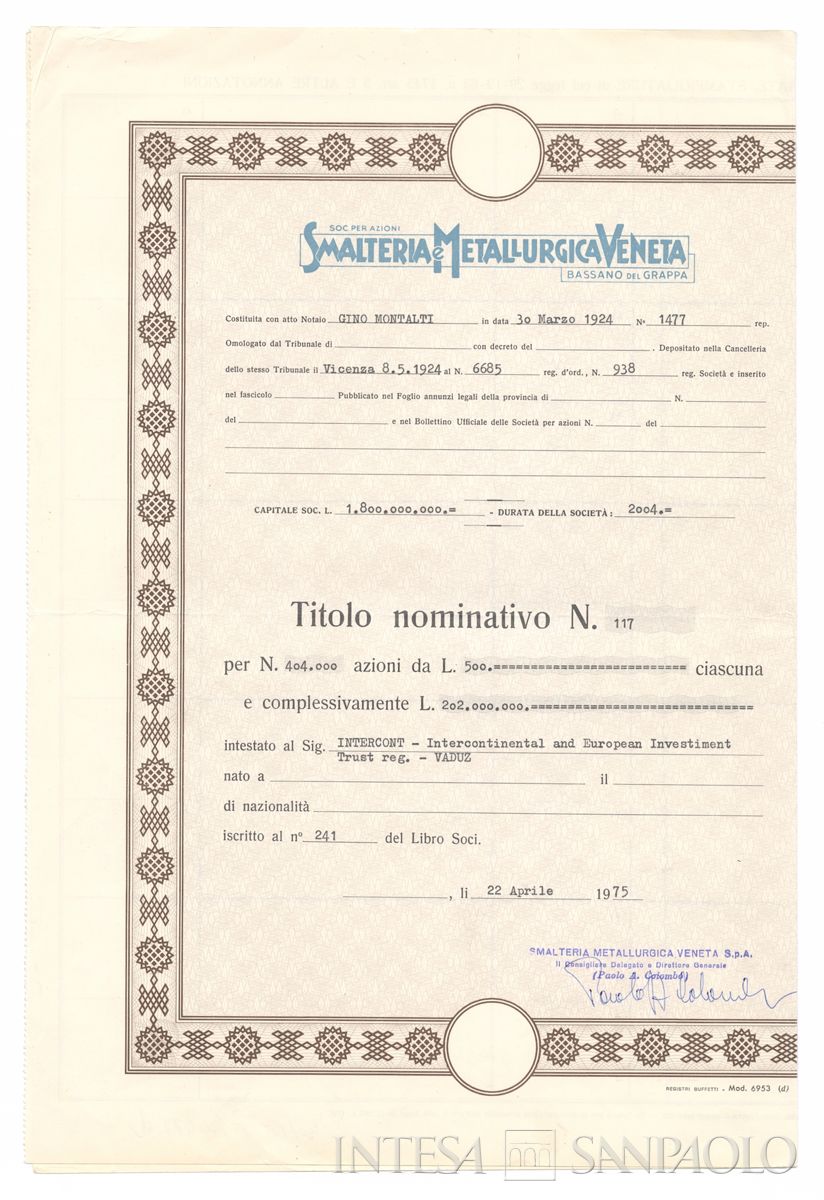 SOC PER AZIONI
SMALTERIA e METALLURGICA VENETA
BASSANO DEL GRAPPA
Costituita con atto Notaio GINO MONTALTI in data 30 Marzo 1924 N° 1477 rep.
Omologato dal Tribunale di con decreto del . Depositato nella Cancelleria
dello stesso Tribunale il Vicenza 8.5.1924 al N. 6685 reg. d'ord., N. 938 reg. Società e inserito
nel fascicolo Pubblicato nel Foglio annunzi legali della provincia di N.
del e nel Bollettino Ufficiale delle Società per azioni N. del
CAPITALE SOC. L. 1.800.000.000.= - DURATA DELLA SOCIETÀ: 2004.=
Titolo nominativo N. 117
per N. 404.000 azioni da L. 500.========================== ciascuna
e complessivamente L. 202.000.000.==============================
intestato al Sig. INTERCONT - Intercontinental and European Investiment
Trust reg. - VADUZ
nato a il
di nazionalità
iscritto al n° 241 del Libro Soci.
, li 22 Aprile 1975
SMALTERIA METALLURGICA VENETA S.p.A.
Il Consigliere Delegato e Direttore Generale
(Paolo A. Colombo)
Paolo A Colombo
REGISTRI BUFFETTI - Mod. 6953 (d)
INTESA SANPAOLO